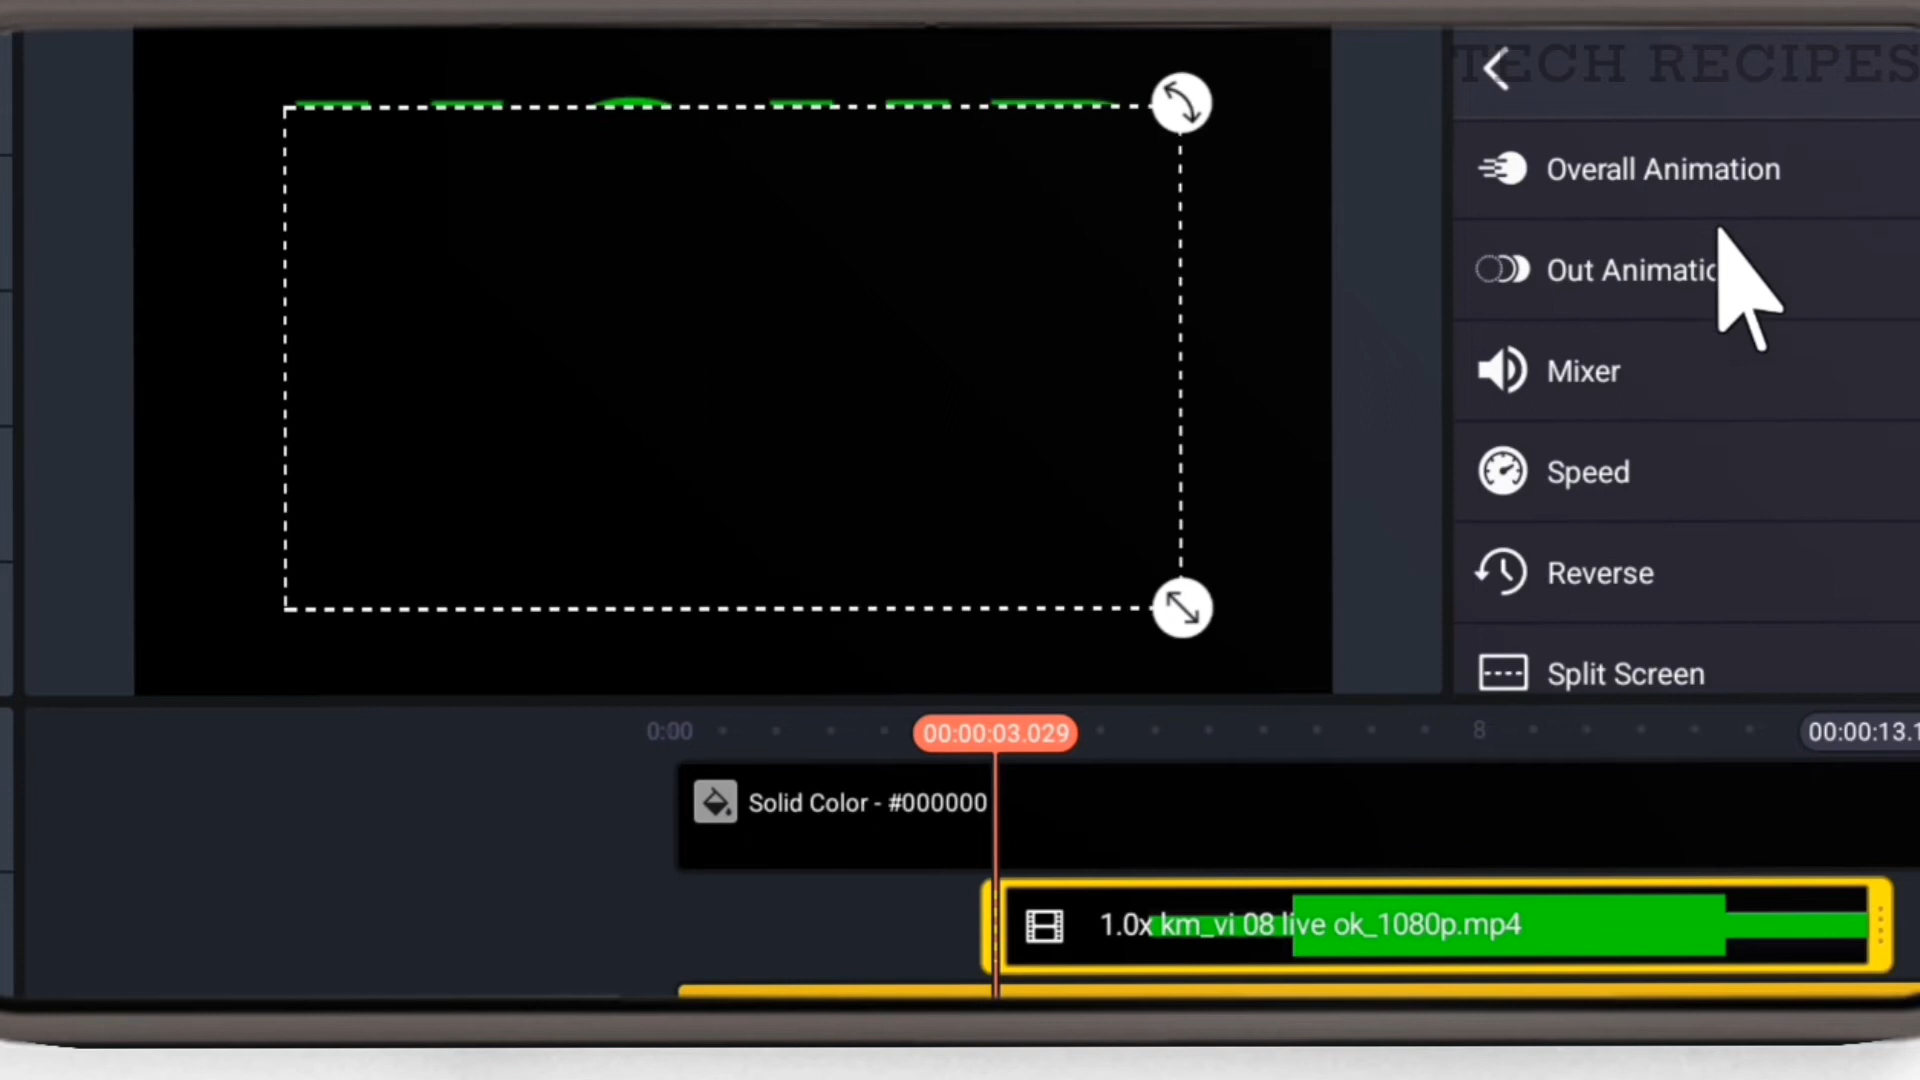 TECH RECIPES
Overall Animation
Out Animatio
Mixer
Speed
Reverse
Split Screen
0:00
00:00:03.029
8
00:00:13.1
Solid Color - #000000
1.0x km_vi 08 live ok_1080p.mp4